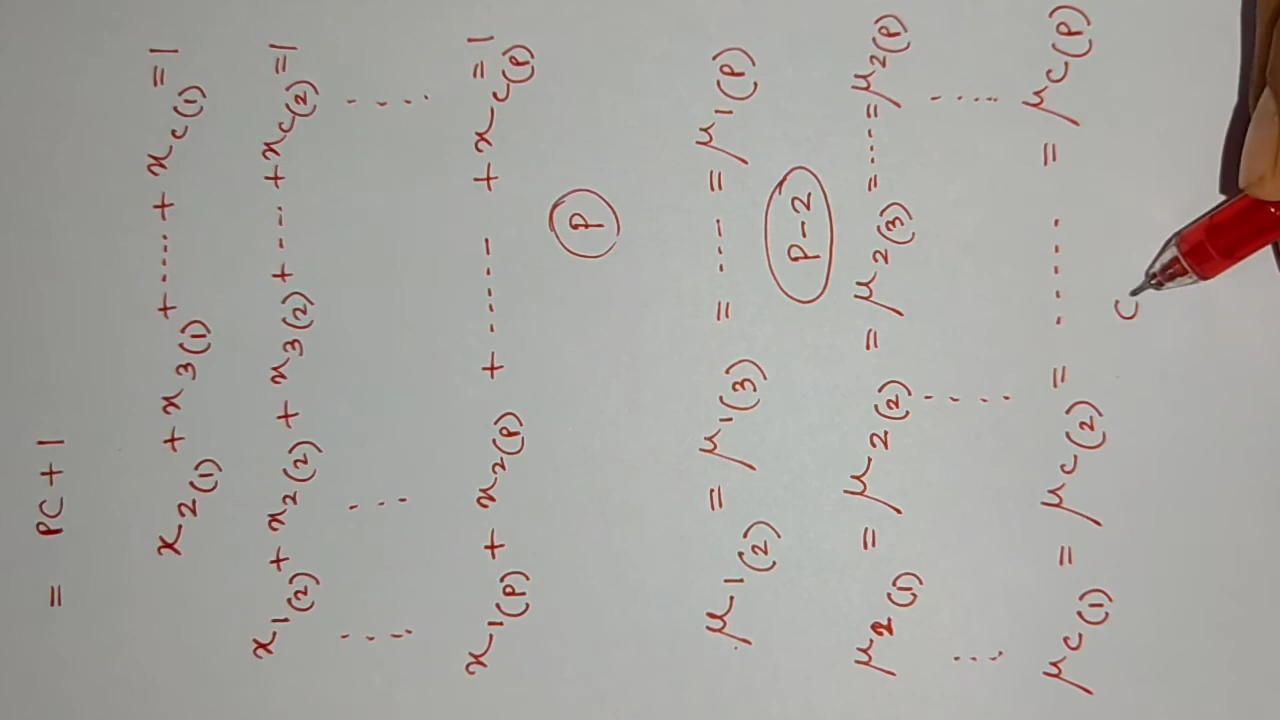 = PC + 1
x2(1) + x3(1) + ..... + xC(1) = 1
x1(2) + x2(2) + x3(2) + --- + xC(2) = 1
x1(P) + x2(P) + ----- + xC(P) = 1
P
μ1(2) = μ1(3) = ---- = μ1(P)
P-2
μ2(1) = μ2(2) = μ2(3) = ---- = μ2(P)
μC(1) = μC(2) = ..... = μC(P)
C